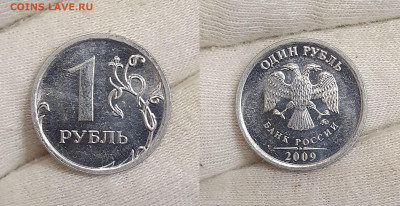 COINS.LAVE.RU
1
РУБЛЬ
ОДИН РУБЛЬ
БАНК РОССИИ
2009